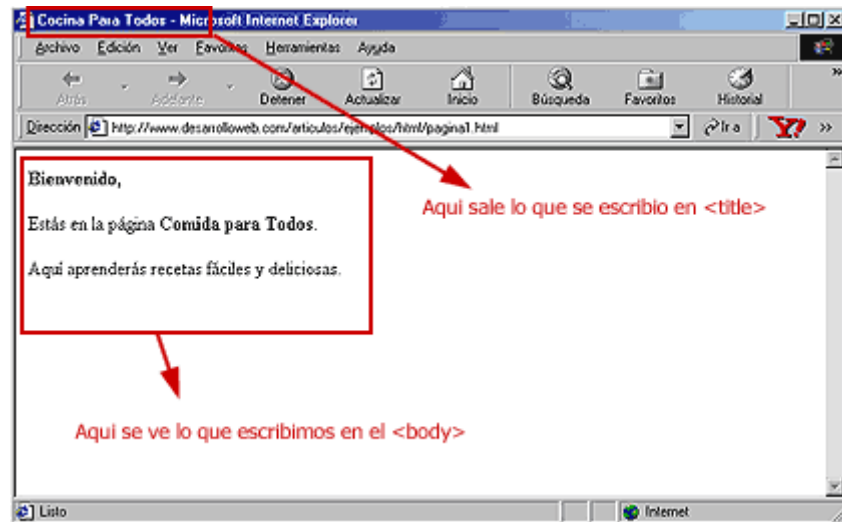 Cocina Para Todos - Microsoft Internet Explorer
Archivo Edición Ver Favoritos Herramientas Ayuda
Atrás Adelante Detener Actualizar Inicio Búsqueda Favoritos Historial »
Dirección http://www.desarrolloweb.com/articulos/ejemplos/html/pagina1.html Ir a Y? »
Bienvenido,
Aqui sale lo que se escribio en <title>
Estás en la página Comida para Todos.
Aquí aprenderás recetas fáciles y deliciosas.
Aqui se ve lo que escribimos en el <body>
Listo Internet